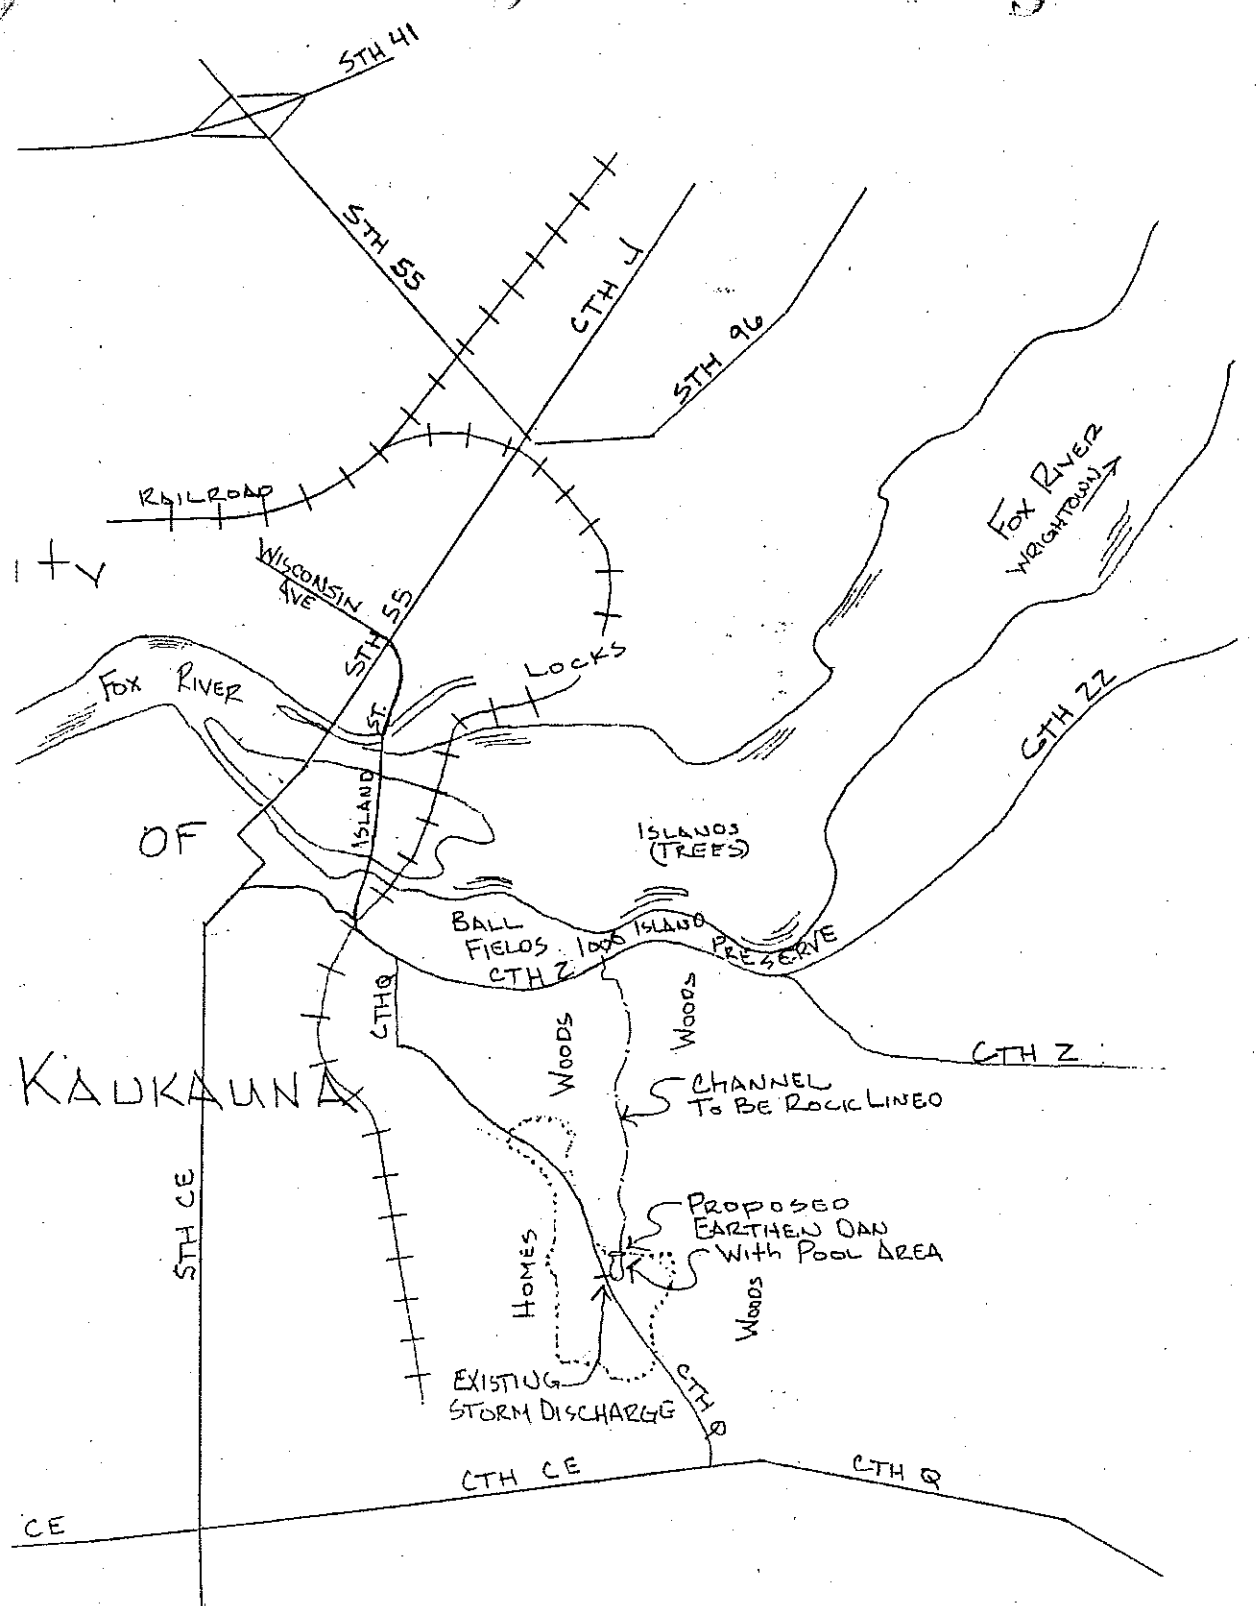 STH 41
STH 55
CTH J
STH 96
RAILROAD
FOX RIVER
WRIGHTOWN
ity
WISCONSIN
AVE
STH 55
LOCKS
FOX RIVER
ST.
ISLAND
CTH ZZ
OF
ISLANDS
(TREES)
BALL
FIELDS
1000 ISLAND
PRESERVE
CTH Z
CTH Q
WOODS
WOODS
CTH Z
KAUKAUNA
CHANNEL
TO BE ROCK LINED
STH CE
HOMES
PROPOSED
EARTHEN DAN
WITH POOL AREA
WOODS
EXISTING
STORM DISCHARGE
CTH Q
CTH CE
CTH Q
CE